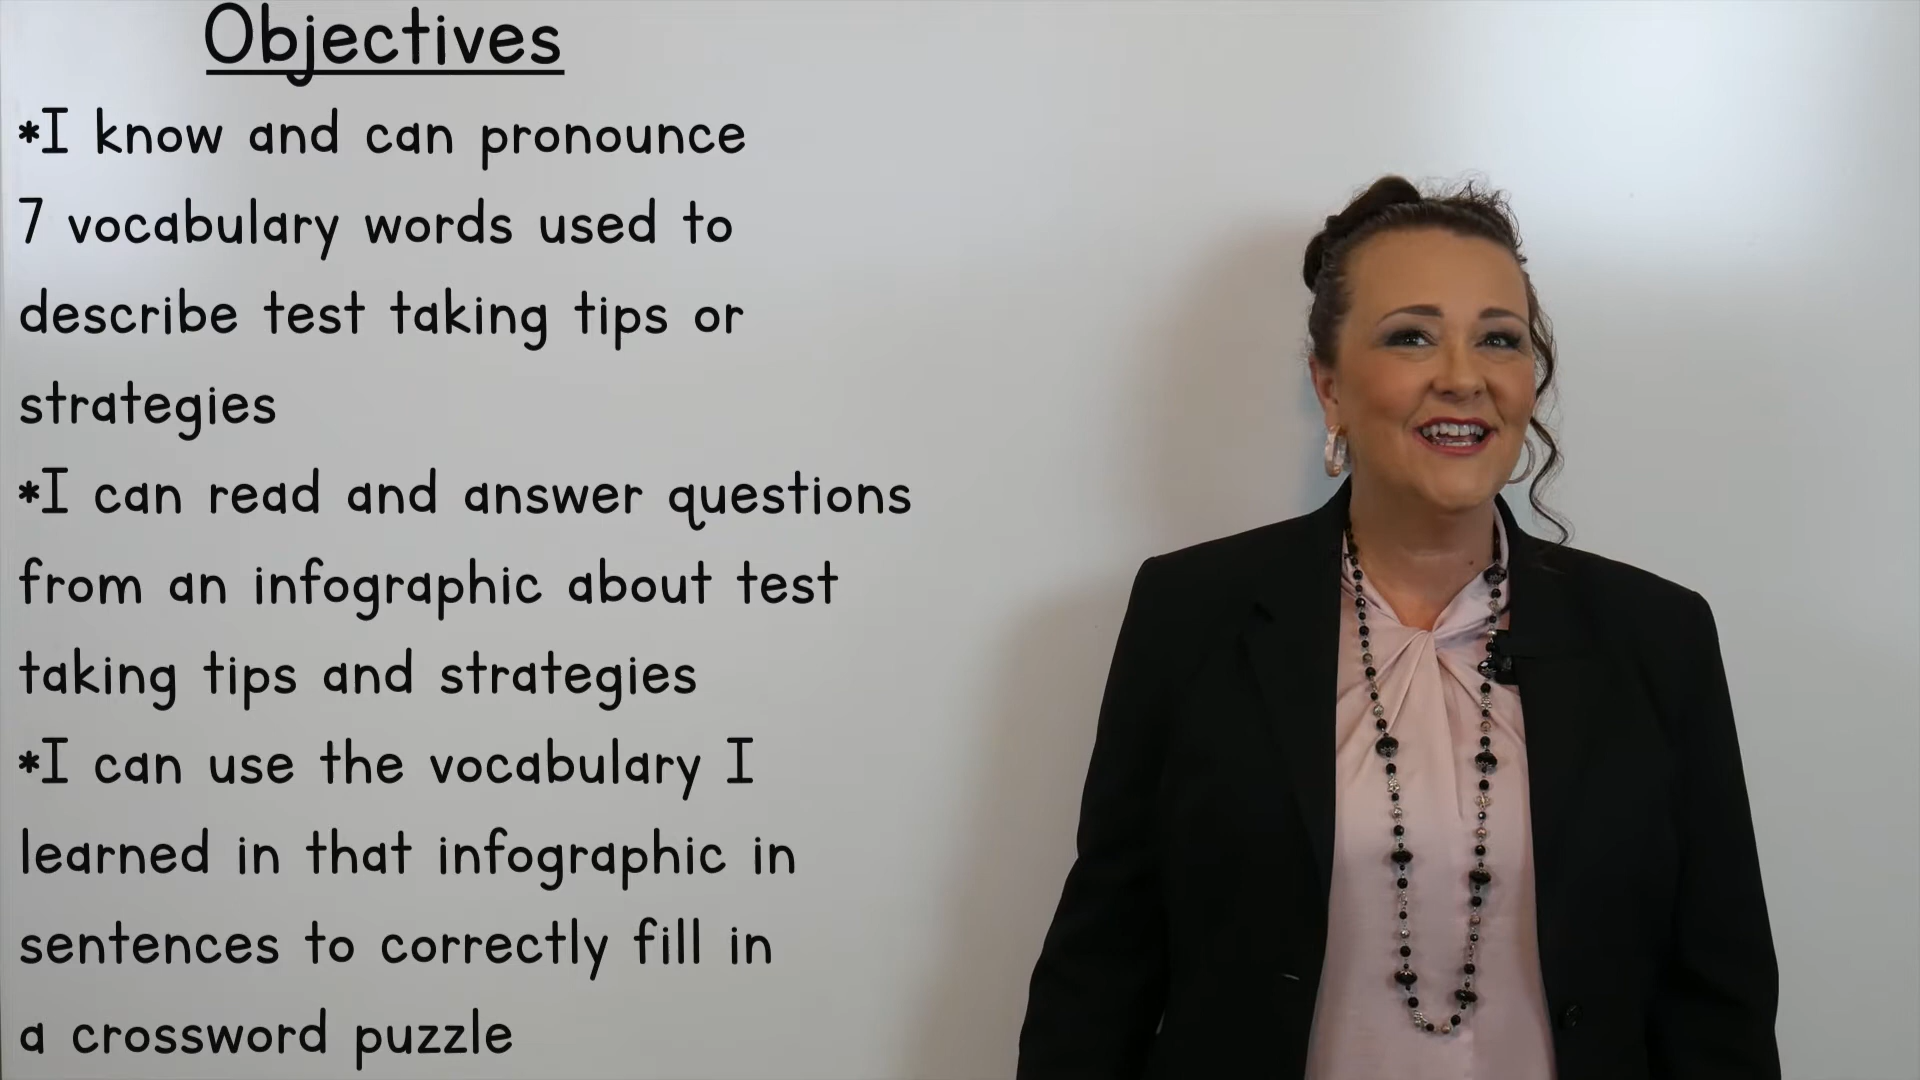 Objectives
*I know and can pronounce
7 vocabulary words used to
describe test taking tips or
strategies
*I can read and answer questions
from an infographic about test
taking tips and strategies
*I can use the vocabulary I
learned in that infographic in
sentences to correctly fill in
a crossword puzzle